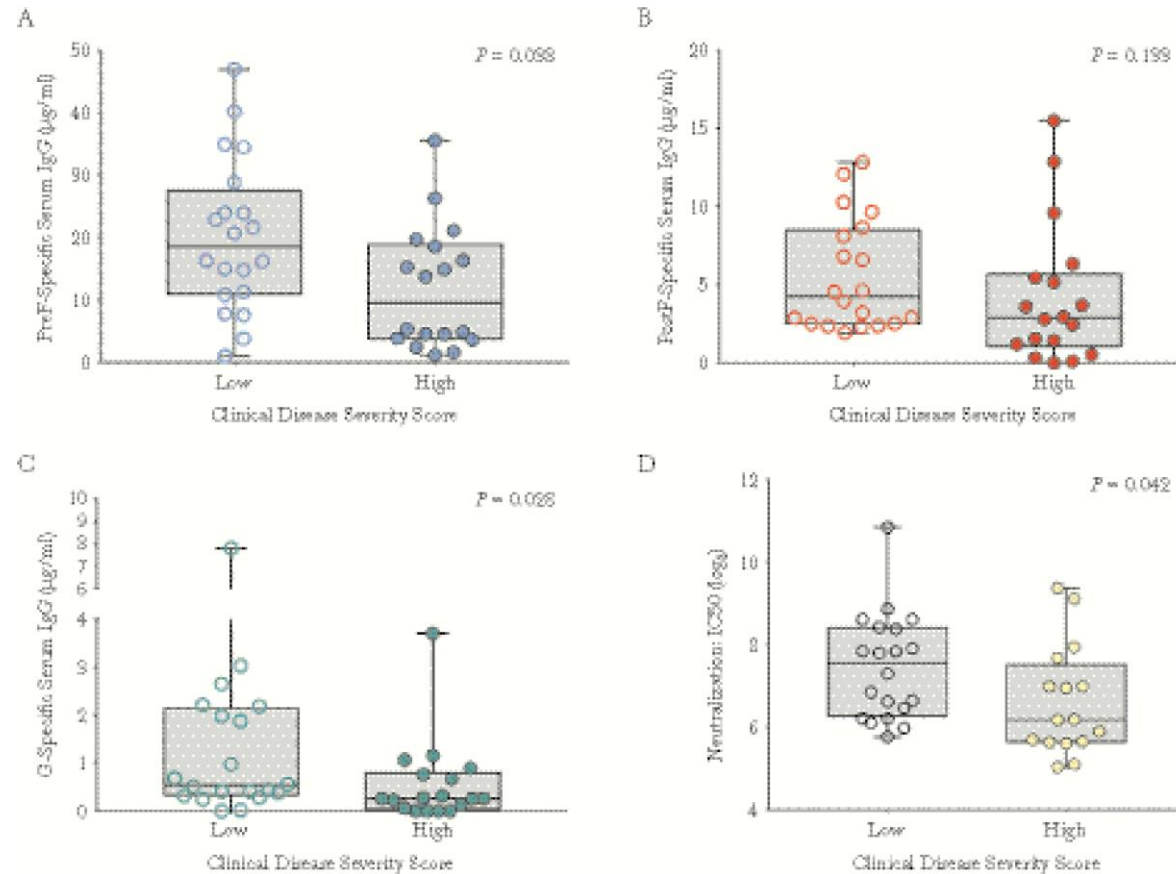 A
P = 0.098
PreF-Specific Serum IgG (μg/ml)
50
40
30
20
10
0
Low
High
Clinical Disease Severity Score
B
P = 0.199
PostF-Specific Serum IgG (μg/ml)
20
15
10
5
0
Low
High
Clinical Disease Severity Score
C
P = 0.028
G-Specific Serum IgG (μg/ml)
10
9
8
7
6
4
3
2
1
0
Low
High
Clinical Disease Severity Score
D
P = 0.042
Neutralization: IC50 (log₂)
12
10
8
6
4
Low
High
Clinical Disease Severity Score